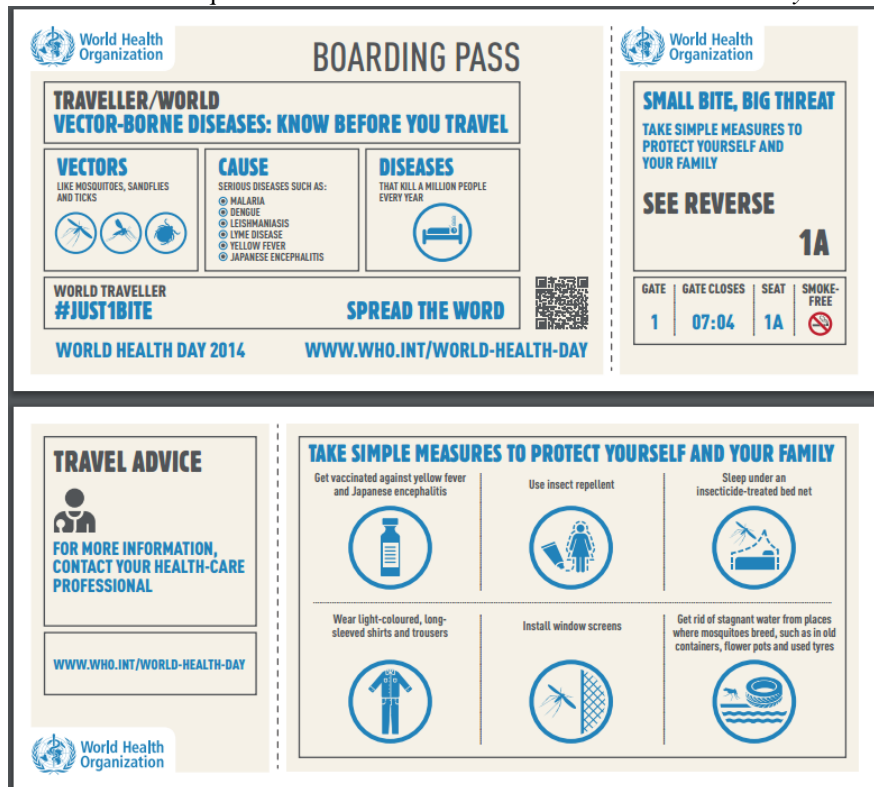 World Health
Organization
BOARDING PASS
TRAVELLER/WORLD
VECTOR-BORNE DISEASES: KNOW BEFORE YOU TRAVEL
VECTORS
LIKE MOSQUITOES, SANDFLIES
AND TICKS
CAUSE
SERIOUS DISEASES SUCH AS:
MALARIA
DENGUE
LEISHMANIASIS
LYME DISEASE
YELLOW FEVER
JAPANESE ENCEPHALITIS
DISEASES
THAT KILL A MILLION PEOPLE
EVERY YEAR
WORLD TRAVELLER
#JUST1BITE
SPREAD THE WORD
WORLD HEALTH DAY 2014
WWW.WHO.INT/WORLD-HEALTH-DAY
World Health
Organization
SMALL BITE, BIG THREAT
TAKE SIMPLE MEASURES TO
PROTECT YOURSELF AND
YOUR FAMILY
SEE REVERSE
1A
GATE
1
GATE CLOSES
07:04
SEAT
1A
SMOKE-
FREE
TRAVEL ADVICE
FOR MORE INFORMATION,
CONTACT YOUR HEALTH-CARE
PROFESSIONAL
WWW.WHO.INT/WORLD-HEALTH-DAY
World Health
Organization
TAKE SIMPLE MEASURES TO PROTECT YOURSELF AND YOUR FAMILY
Get vaccinated against yellow fever
and Japanese encephalitis
Use insect repellent
Sleep under an
insecticide-treated bed net
Wear light-coloured, long-
sleeved shirts and trousers
Install window screens
Get rid of stagnant water from places
where mosquitoes breed, such as in old
containers, flower pots and used tyres